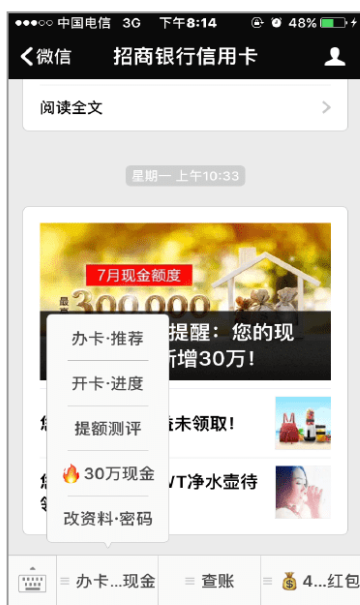 中国电信 3G 下午8:14 48%
微信 招商银行信用卡
阅读全文
星期一 上午10:33
7月现金额度
300,000
提醒：您的现
新增30万！
未领取！
VT净水壶待
办卡·推荐
开卡·进度
提额测评
30万现金
改资料·密码
办卡...现金 查账 4...红包